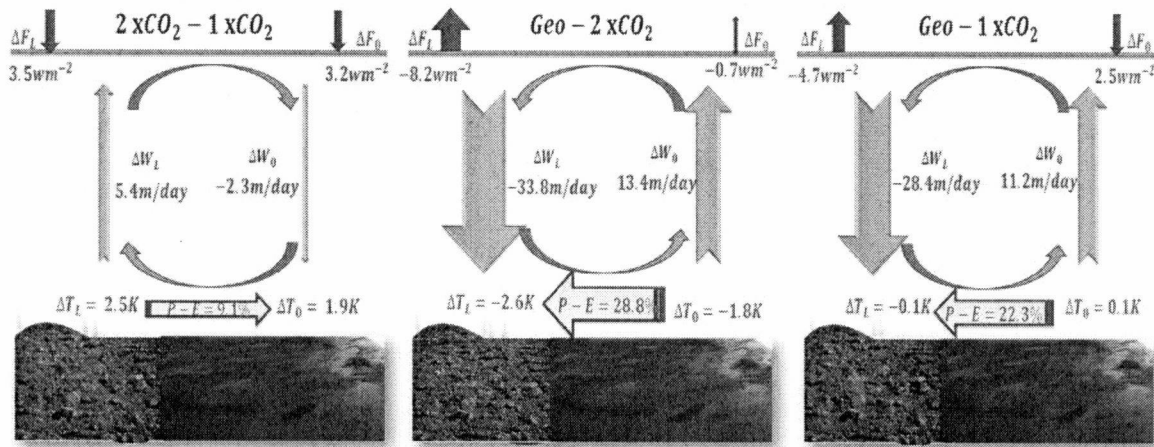 ΔF_L 2 xCO₂ − 1 xCO₂ ΔF_0
3.5wm⁻² 3.2wm⁻²
ΔW_L ΔW_0
5.4m/day −2.3m/day
ΔT_L = 2.5K P − E = 9.1% ΔT_0 = 1.9K
ΔF_L Geo − 2 xCO₂ ΔF_0
−8.2wm⁻² −0.7wm⁻²
ΔW_L ΔW_0
−33.8m/day 13.4m/day
ΔT_L = −2.6K P − E = 28.8% ΔT_0 = −1.8K
ΔF_L Geo − 1 xCO₂ ΔF_0
−4.7wm⁻² 2.5wm⁻²
ΔW_L ΔW_0
−28.4m/day 11.2m/day
ΔT_L = −0.1K P − E = 22.3% ΔT_0 0.1K